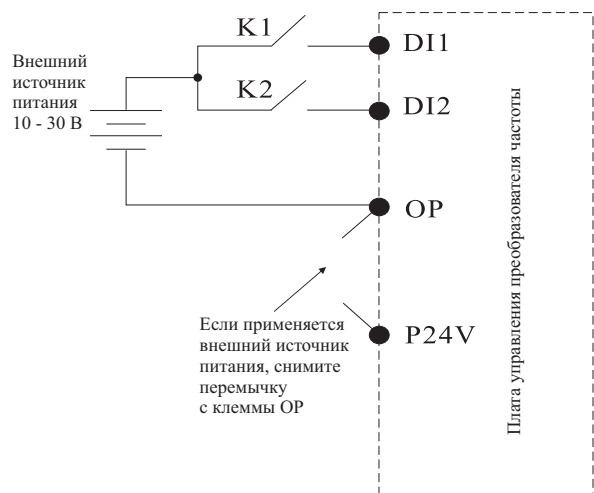 K1
DI1
Внешний
источник
питания
10 - 30 В
K2
DI2
OP
Если применяется
внешний источник
питания, снимите
перемычку
с клеммы OP
P24V
Плата управления преобразователя частоты